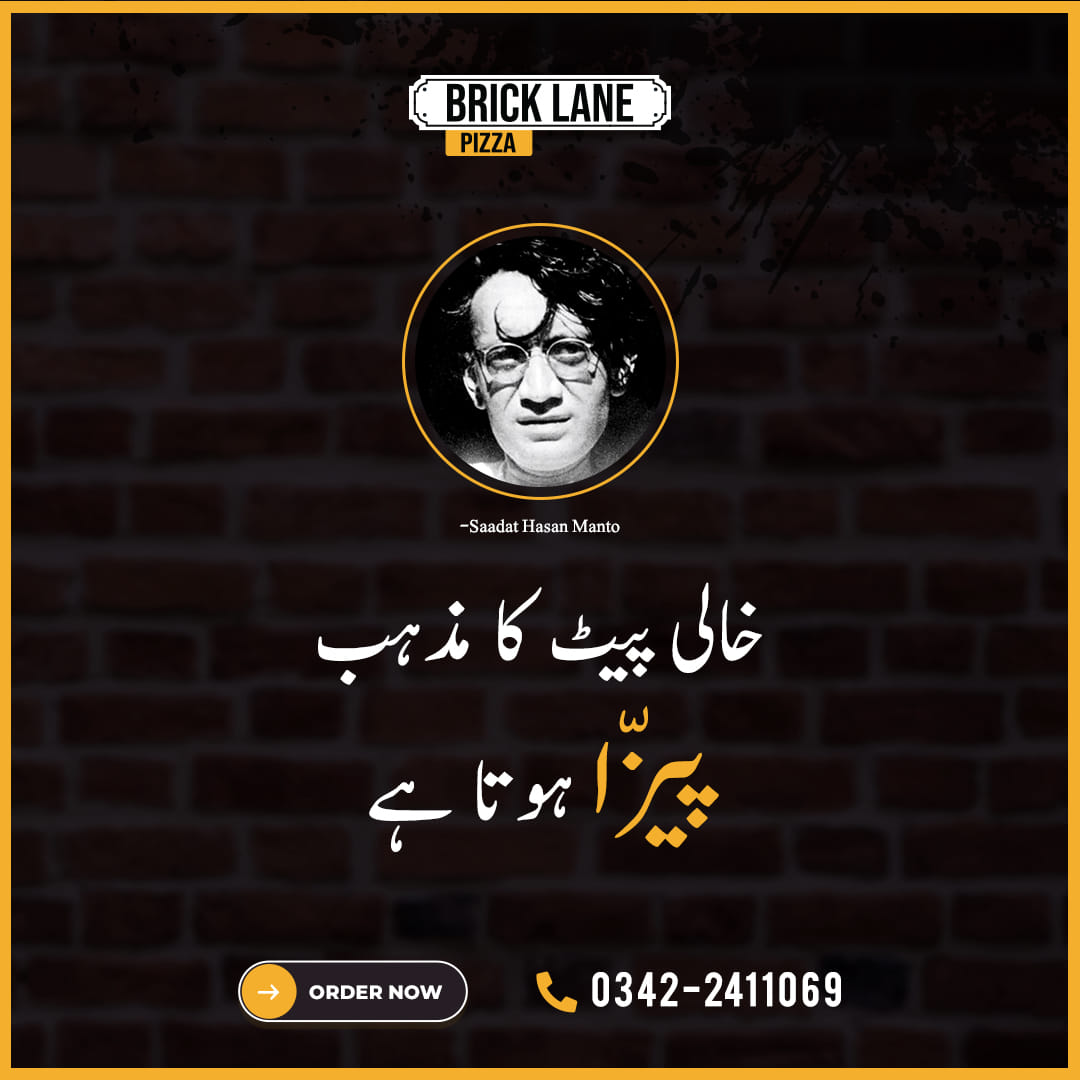 BRICK LANE
PIZZA
-Saadat Hasan Manto
خالی پیٹ کا مذہب
پیزّا ہوتا ہے
ORDER NOW
0342-2411069